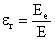 εᵣ = Eₑ / E